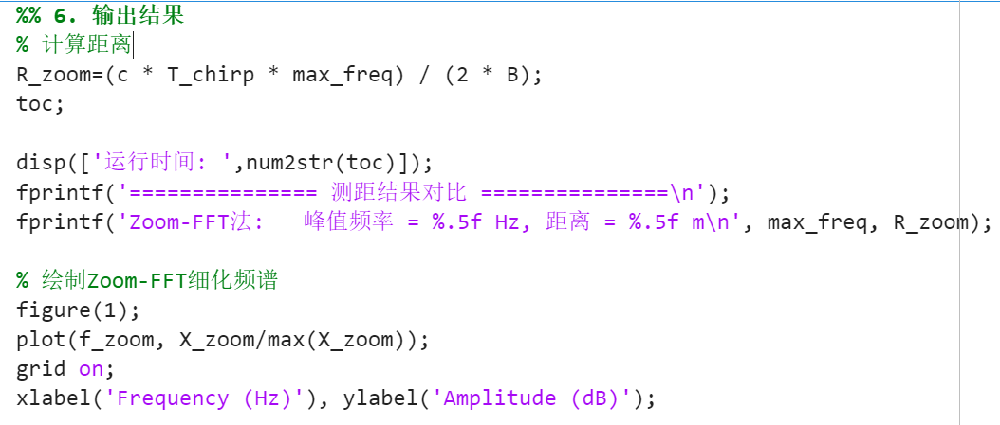 %% 6. 输出结果
% 计算距离
R_zoom=(c * T_chirp * max_freq) / (2 * B);
toc;
disp(['运行时间: ',num2str(toc)]);
fprintf('=============== 测距结果对比 ===============\n');
fprintf('Zoom-FFT法:   峰值频率 = %.5f Hz, 距离 = %.5f m\n', max_freq, R_zoom);
% 绘制Zoom-FFT细化频谱
figure(1);
plot(f_zoom, X_zoom/max(X_zoom));
grid on;
xlabel('Frequency (Hz)'), ylabel('Amplitude (dB)');